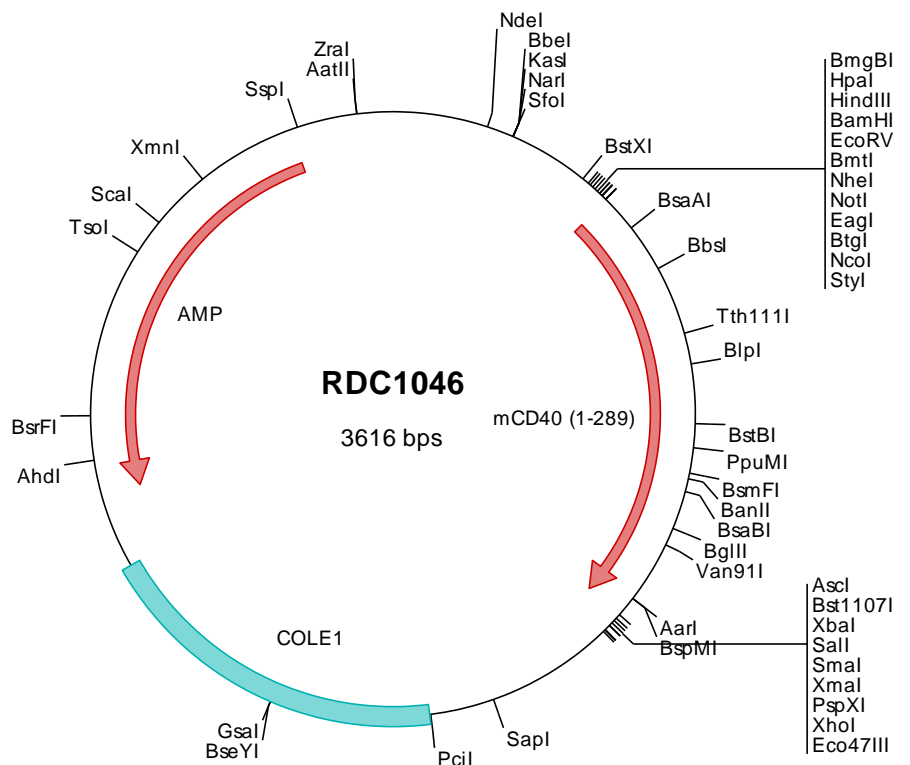 NdeI
BbeI
KasI
NarI
SfoI
ZraI
AatII
SspI
XmnI
ScaI
TsoI
BstXI
BmgBI
HpaI
HindIII
BamHI
EcoRV
BmtI
NheI
NotI
EagI
BtgI
NcoI
StyI
BsaAI
BbsI
Tth111I
BlpI
AMP
RDC1046
3616 bps
mCD40 (1-289)
BsrFI
AhdI
BstBI
PpuMI
BsmFI
BanII
BsaBI
BglII
Van91I
AscI
Bst1107I
XbaI
SalI
SmaI
XmaI
PspXI
XhoI
Eco47III
AarI
BspMI
COLE1
GsaI
BseYI
PciI
SapI